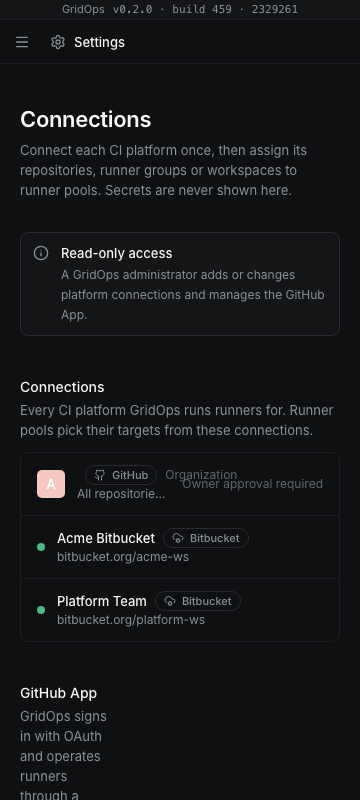 GridOps v0.2.0 · build 459 · 2329261
Settings
Connections
Connect each CI platform once, then assign its
repositories, runner groups or workspaces to
runner pools. Secrets are never shown here.
Read-only access
A GridOps administrator adds or changes
platform connections and manages the GitHub
App.
Connections
Every CI platform GridOps runs runners for. Runner
pools pick their targets from these connections.
A
GitHub Organization
Owner approval required
All repositorie...
Acme Bitbucket Bitbucket
bitbucket.org/acme-ws
Platform Team Bitbucket
bitbucket.org/platform-ws
GitHub App
GridOps signs
in with OAuth
and operates
runners
through a